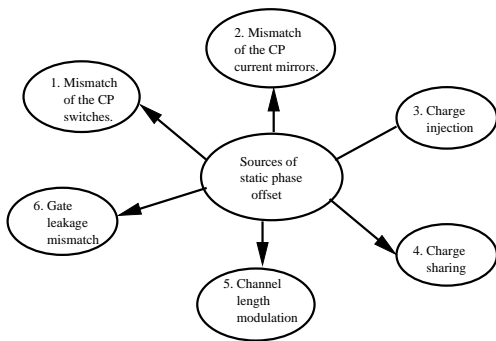 2. Mismatch
of the CP
current mirrors.
1. Mismatch
of the CP
switches.
3. Charge
injection
Sources of
static phase
offset
6. Gate
leakage
mismatch
4. Charge
sharing
5. Channel
length
modulation